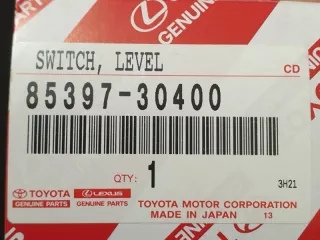 SWITCH, LEVEL
CD
85397-30400
QTY: 1
3H21
TOYOTA
GENUINE PARTS
LEXUS
GENUINE PARTS
TOYOTA MOTOR CORPORATION
MADE IN JAPAN 13